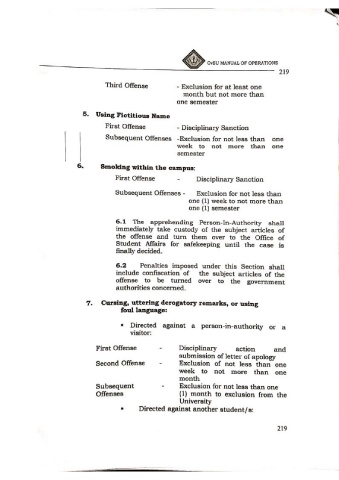 CvSU MANUAL OF OPERATIONS
219
Third Offense - Exclusion for at least one
month but not more than
one semester
5. Using Fictitious Name
First Offense - Disciplinary Sanction
Subsequent Offenses -Exclusion for not less than one
week to not more than one
semester
6. Smoking within the campus:
First Offense - Disciplinary Sanction
Subsequent Offenses - Exclusion for not less than
one (1) week to not more than
one (1) semester
6.1 The apprehending Person-In-Authority shall
immediately take custody of the subject articles of
the offense and turn them over to the Office of
Student Affairs for safekeeping until the case is
finally decided.
6.2 Penalties imposed under this Section shall
include confiscation of the subject articles of the
offense to be turned over to the government
authorities concerned.
7. Cursing, uttering derogatory remarks, or using
foul language:
• Directed against a person-in-authority or a
visitor:
First Offense - Disciplinary action and
submission of letter of apology
Second Offense - Exclusion of not less than one
week to not more than one
month
Subsequent - Exclusion for not less than one
Offenses (1) month to exclusion from the
University
• Directed against another student/s:
219